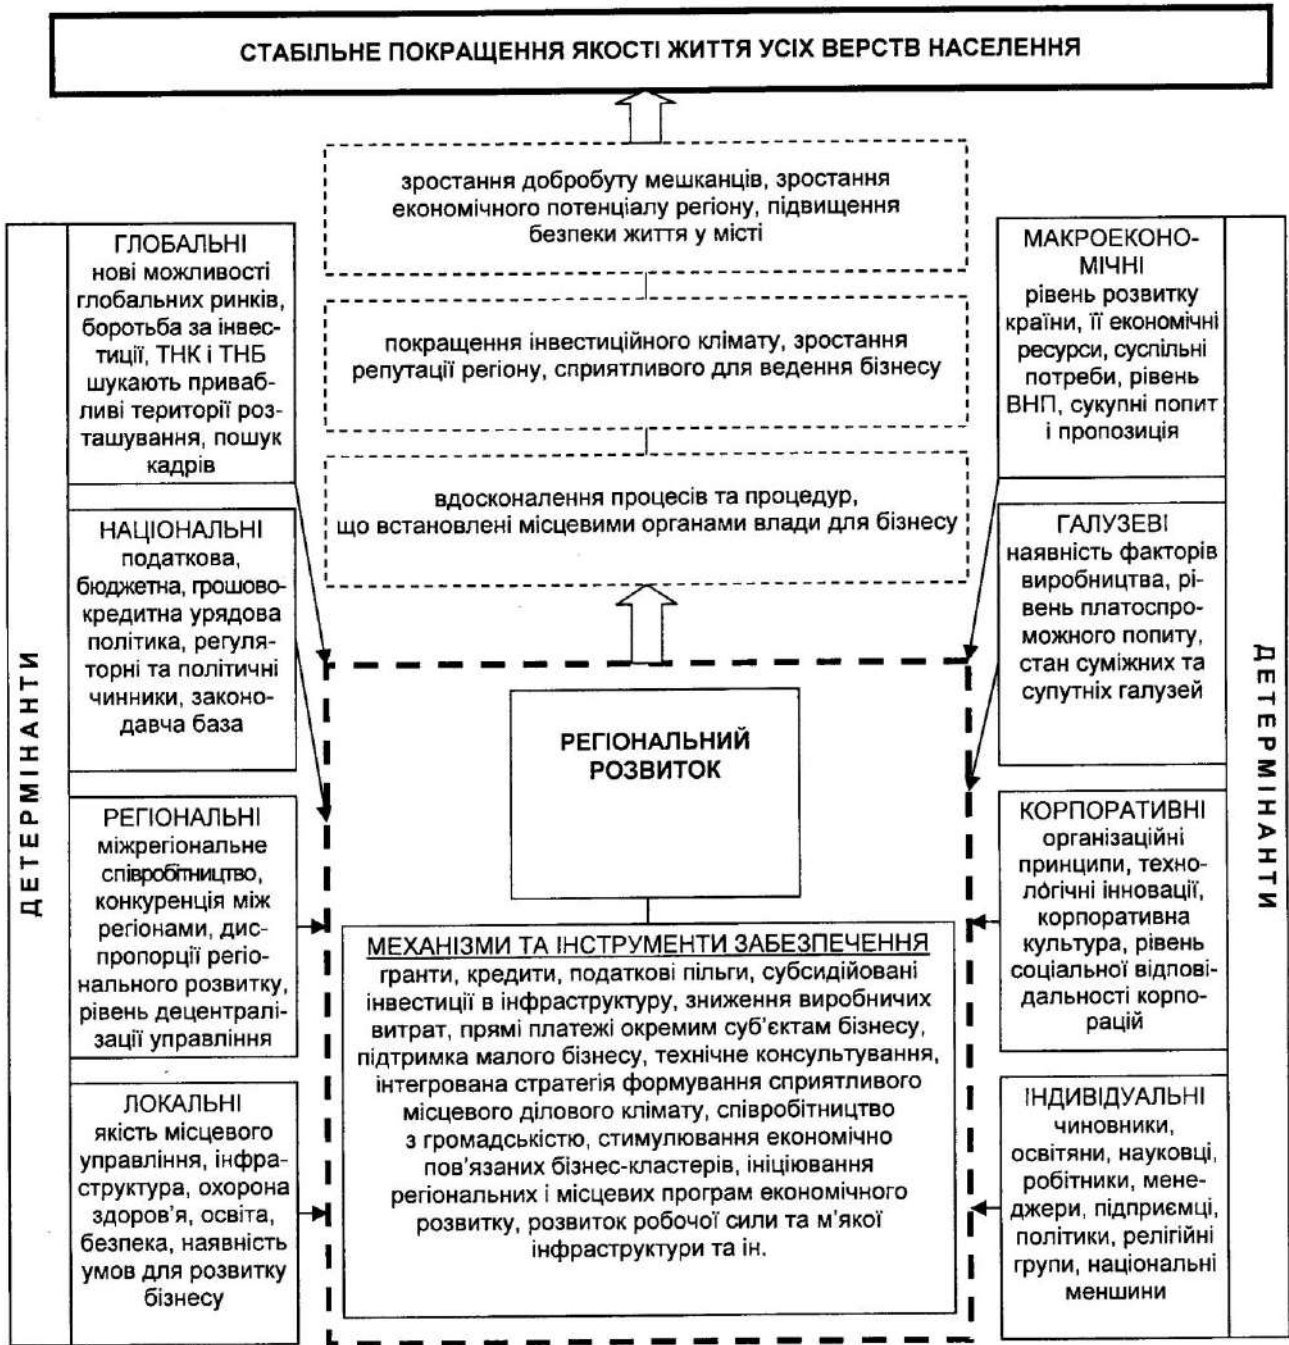 СТАБІЛЬНЕ ПОКРАЩЕННЯ ЯКОСТІ ЖИТТЯ УСІХ ВЕРСТВ НАСЕЛЕННЯ
зростання добробуту мешканців, зростання
економічного потенціалу регіону, підвищення
безпеки життя у місті
покращення інвестиційного клімату, зростання
репутації регіону, сприятливого для ведення бізнесу
вдосконалення процесів та процедур,
що встановлені місцевими органами влади для бізнесу
ДЕТЕРМІНАНТИ
ГЛОБАЛЬНІ
нові можливості
глобальних ринків,
боротьба за інвес-
тиції, ТНК і ТНБ
шукають приваб-
ливі території роз-
ташування, пошук
кадрів
НАЦІОНАЛЬНІ
податкова,
бюджетна, грошово-
кредитна урядова
політика, регуля-
торні та політичні
чинники, законо-
давча база
РЕГІОНАЛЬНІ
міжрегіональне
співробітництво,
конкуренція між
регіонами, дис-
пропорції регіо-
нального розвитку,
рівень децентралі-
зації управління
ЛОКАЛЬНІ
якість місцевого
управління, інфра-
структура, охорона
здоров'я, освіта,
безпека, наявність
умов для розвитку
бізнесу
РЕГІОНАЛЬНИЙ
РОЗВИТОК
МЕХАНІЗМИ ТА ІНСТРУМЕНТИ ЗАБЕЗПЕЧЕННЯ
гранти, кредити, податкові пільги, субсидійовані
інвестиції в інфраструктуру, зниження виробничих
витрат, прямі платежі окремим суб'єктам бізнесу,
підтримка малого бізнесу, технічне консультування,
інтегрована стратегія формування сприятливого
місцевого ділового клімату, співробітництво
з громадськістю, стимулювання економічно
пов'язаних бізнес-кластерів, ініціювання
регіональних і місцевих програм економічного
розвитку, розвиток робочої сили та м'якої
інфраструктури та ін.
МАКРОЕКОНО-
МІЧНІ
рівень розвитку
країни, її економічні
ресурси, суспільні
потреби, рівень
ВНП, сукупні попит
і пропозиція
ГАЛУЗЕВІ
наявність факторів
виробництва, рі-
вень платоспро-
можного попиту,
стан суміжних та
супутніх галузей
КОРПОРАТИВНІ
організаційні
принципи, техно-
логічні інновації,
корпоративна
культура, рівень
соціальної відпові-
дальності корпо-
рацій
ІНДИВІДУАЛЬНІ
чиновники,
освітяни, науковці,
робітники, мене-
джери, підприємці,
політики, релігійні
групи, національні
меншини
ДЕТЕРМІНАНТИ